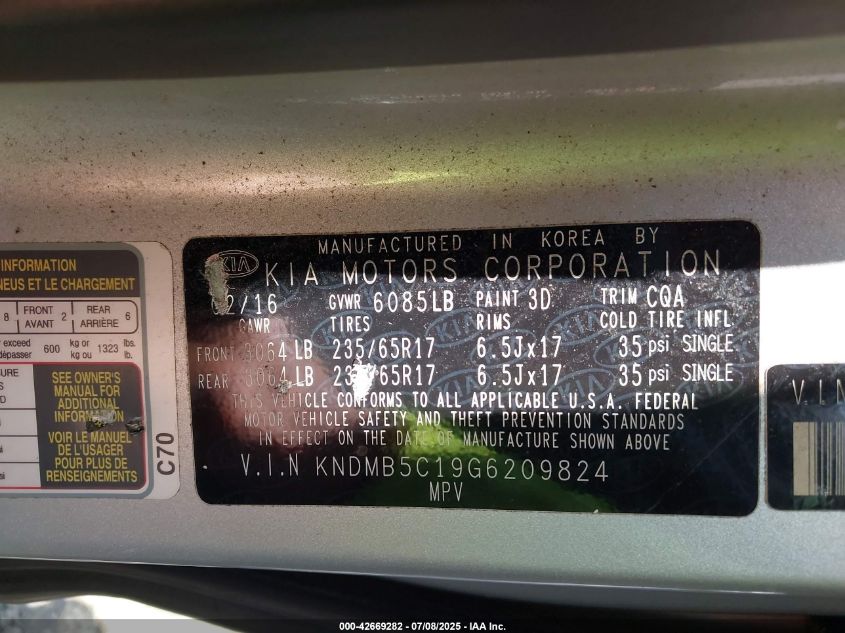 INFORMATION
NEUS ET LE CHARGEMENT
8 FRONT AVANT 2 REAR ARRIÈRE 6
exceed
dépasser 600 kg or kg ou 1323 lbs. lb.
SEE OWNER'S
MANUAL FOR
ADDITIONAL
INFORMATION
VOIR LE MANUEL
DE L'USAGER
POUR PLUS DE
RENSEIGNEMENTS
C70
MANUFACTURED IN KOREA BY
KIA KIA MOTORS CORPORATION
02/16 GVWR 6085LB PAINT 3D TRIM CQA
GAWR TIRES RIMS COLD TIRE INFL
FRONT 3064 LB 235/65R17 6.5Jx17 35 psi SINGLE
REAR 3064 LB 235/65R17 6.5Jx17 35 psi SINGLE
THIS VEHICLE CONFORMS TO ALL APPLICABLE U.S.A. FEDERAL
MOTOR VEHICLE SAFETY AND THEFT PREVENTION STANDARDS
IN EFFECT ON THE DATE OF MANUFACTURE SHOWN ABOVE
V.I.N KNDMB5C19G6209824
MPV
V.I.N
000-42669282 - 07/08/2025 - IAA Inc.